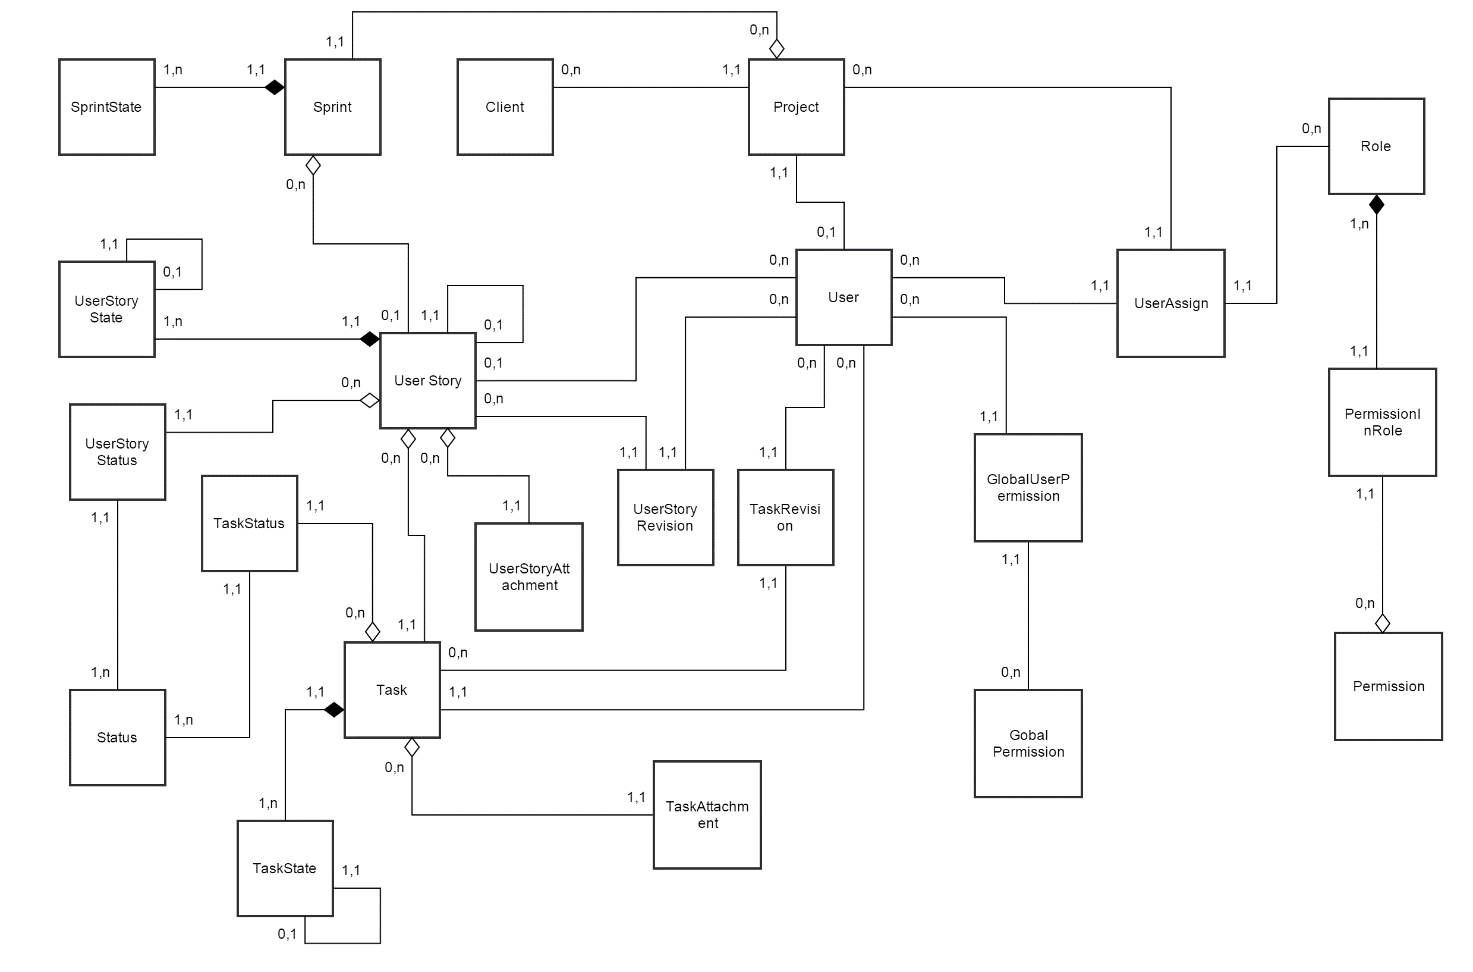 0,n
1,1
1,n
1,1
0,n
1,1
0,n
SprintState
Sprint
Client
Project
0,n
Role
1,1
0,n
1,n
0,1
1,1
1,1
0,n
0,n
0,1
UserStory
State
User
1,1
1,1
UserAssign
0,n
0,n
1,n
1,1
0,1
1,1
0,1
1,1
0,1
0,n
0,n
User Story
0,n
0,n
1,1
1,1
PermissionI
nRole
UserStory
Status
0,n
0,n
1,1
1,1
1,1
GlobalUserP
ermission
1,1
1,1
1,1
1,1
TaskStatus
UserStory
Revision
TaskRevisi
on
UserStoryAtt
achment
1,1
1,1
1,1
0,n
1,1
0,n
0,n
1,n
0,n
1,1
1,1
Task
Permission
1,n
Status
Gobal
Permission
0,n
1,n
1,1
TaskAttachm
ent
TaskState
1,1
0,1